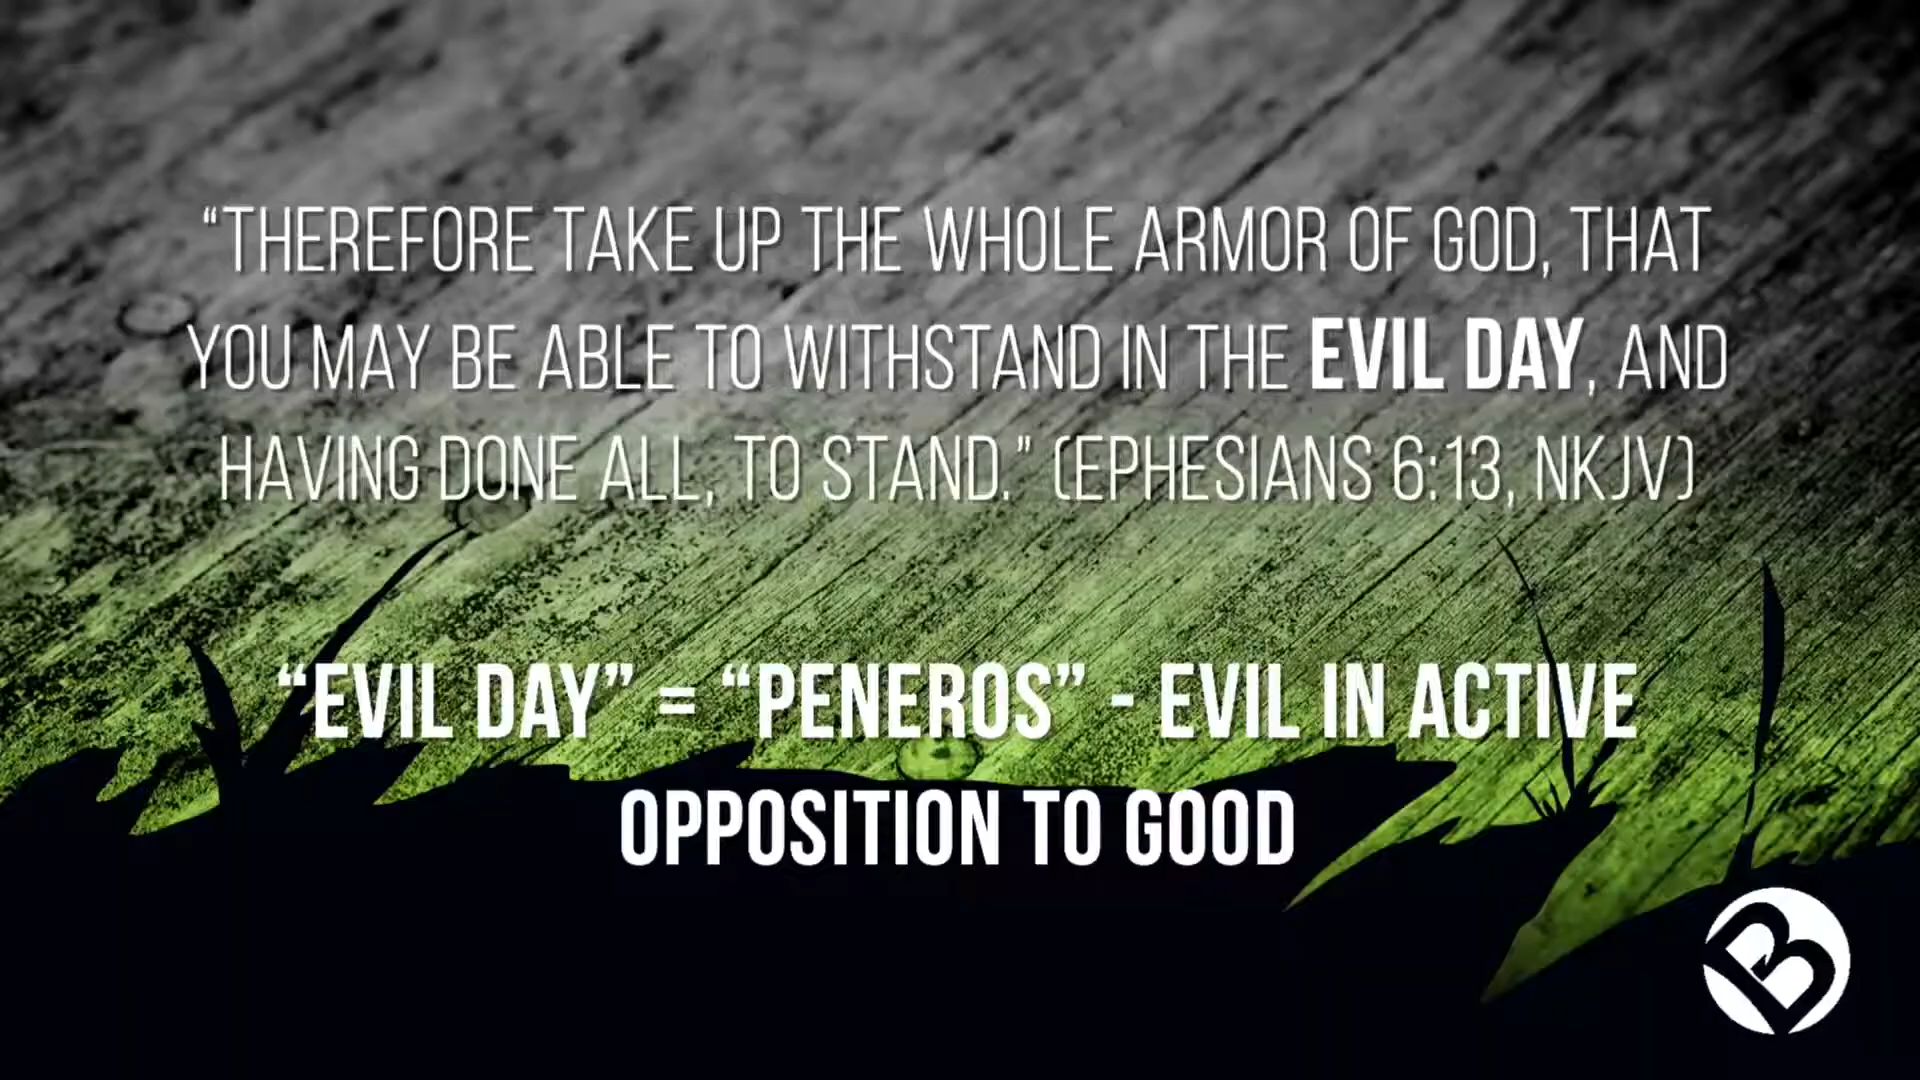 “THEREFORE TAKE UP THE WHOLE ARMOR OF GOD, THAT
YOU MAY BE ABLE TO WITHSTAND IN THE EVIL DAY, AND
HAVING DONE ALL, TO STAND.” (EPHESIANS 6:13, NKJV)
“EVIL DAY” = “PENEROS” - EVIL IN ACTIVE
OPPOSITION TO GOOD
B